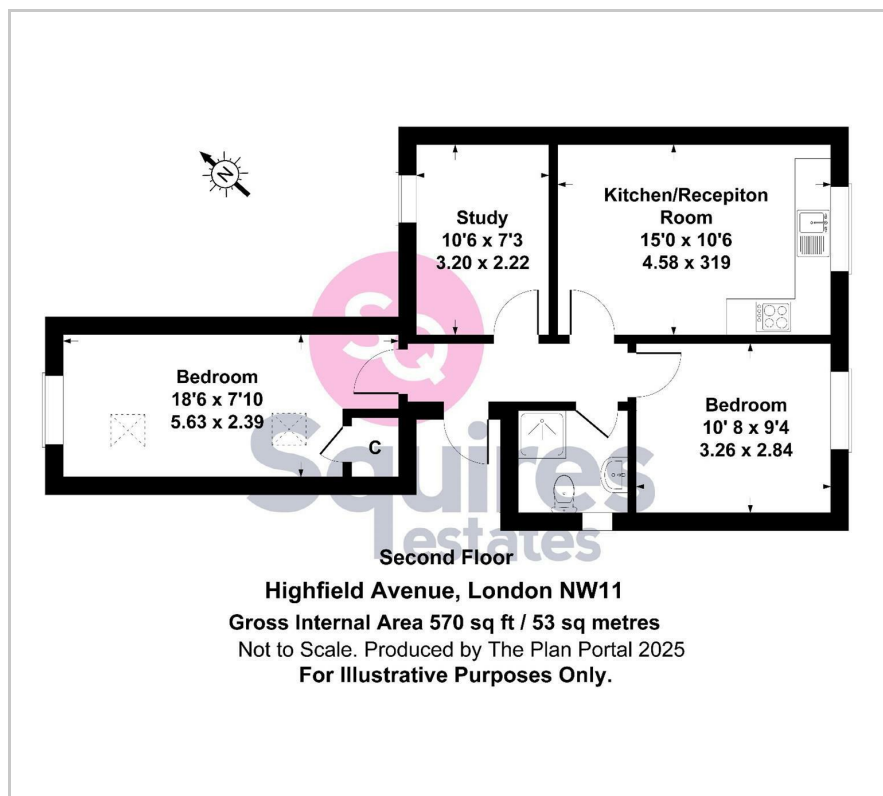 N
Study
10'6 x 7'3
3.20 x 2.22
Kitchen/Recepiton
Room
15'0 x 10'6
4.58 x 319
Bedroom
18'6 x 7'10
5.63 x 2.39
C
Bedroom
10' 8 x 9'4
3.26 x 2.84
SQ
Squires
estates
Second Floor
Highfield Avenue, London NW11
Gross Internal Area 570 sq ft / 53 sq metres
Not to Scale. Produced by The Plan Portal 2025
For Illustrative Purposes Only.